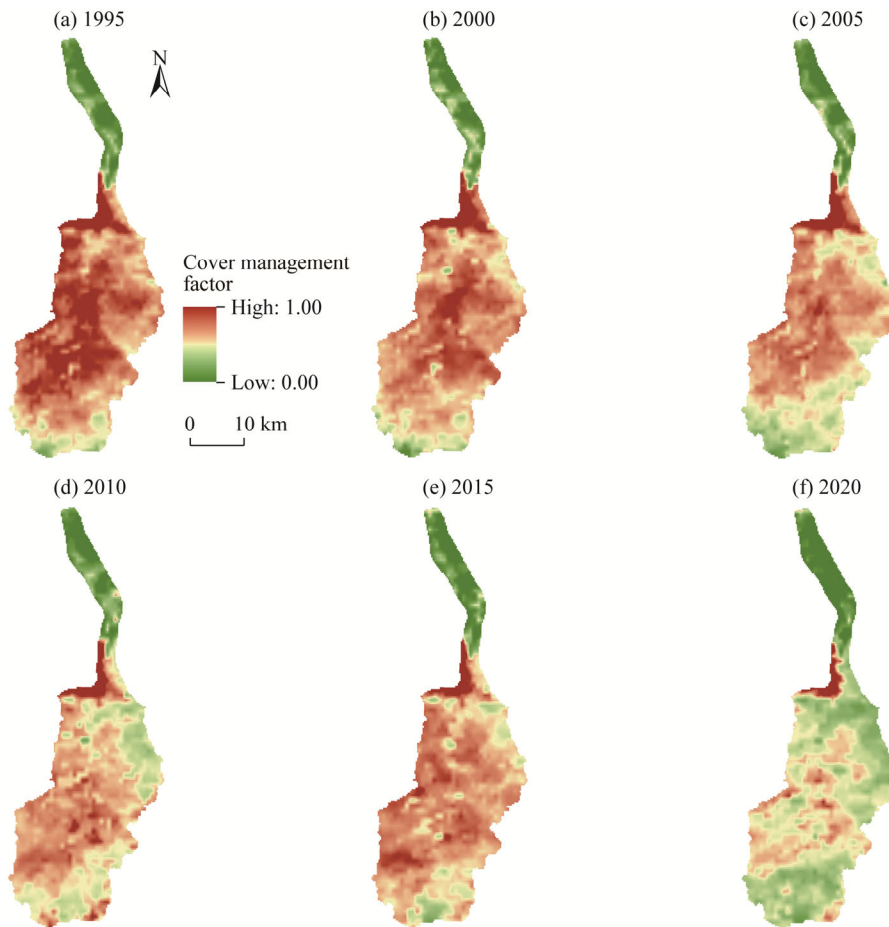 (a) 1995
(b) 2000
(c) 2005
N
Cover management
factor
High: 1.00
Low: 0.00
0 10 km
(d) 2010
(e) 2015
(f) 2020